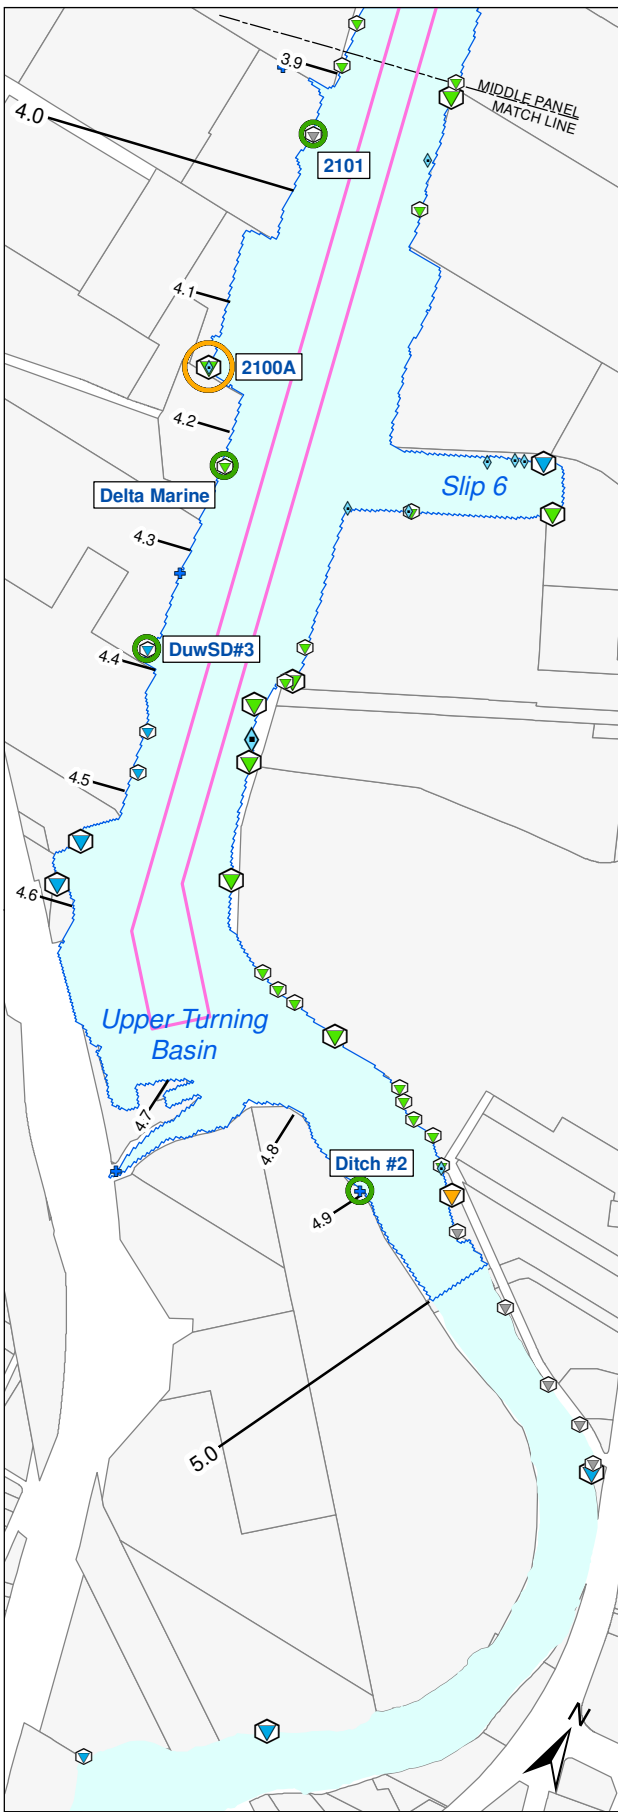 3.9
MIDDLE PANEL
MATCH LINE
4.0
2101
4.1
2100A
4.2
Slip 6
Delta Marine
4.3
DuwSD#3
4.4
4.5
4.6
Upper Turning
Basin
4.7
4.8
Ditch #2
4.9
5.0
N